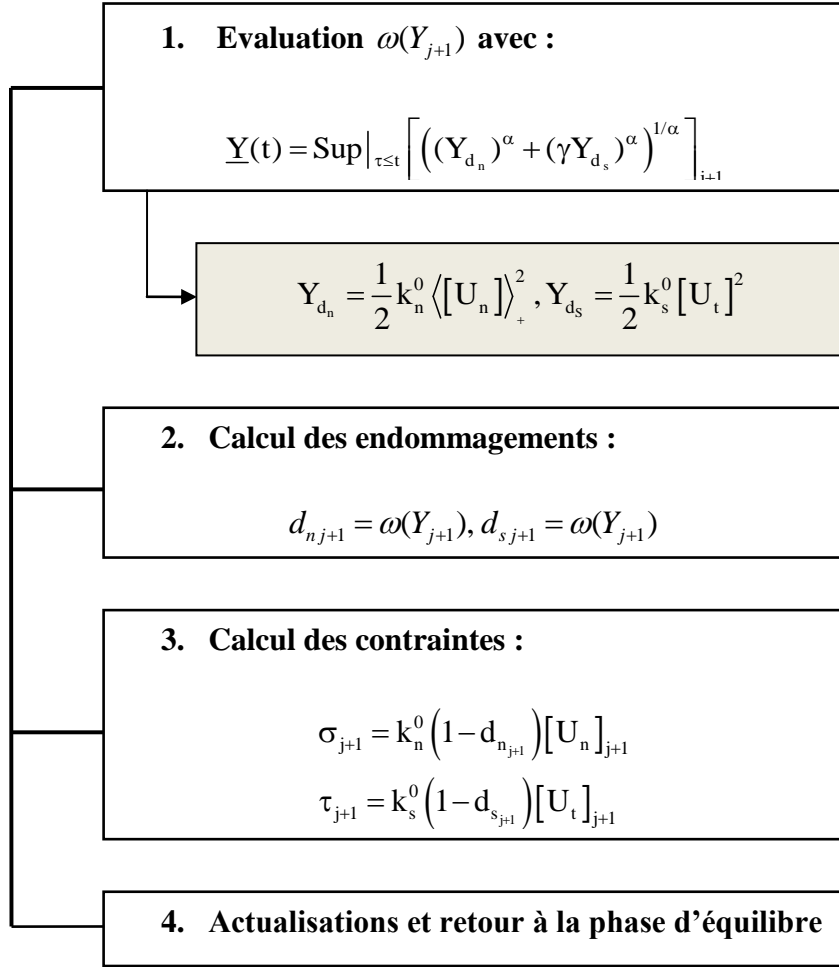 1. Evaluation ω(Y_{j+1}) avec :
Y̲(t) = Sup|_{τ≤t} ⌈((Y_{d_n})^α + (γY_{d_s})^α)^{1/α}⌉|_{j+1}
Y_{d_n} = 1/2 k_n^0 ⟨[U_n]⟩_+^2, Y_{d_S} = 1/2 k_s^0 [U_t]^2
2. Calcul des endommagements :
d_{n j+1} = ω(Y_{j+1}), d_{s j+1} = ω(Y_{j+1})
3. Calcul des contraintes :
σ_{j+1} = k_n^0 (1 − d_{n_{j+1}}) [U_n]_{j+1}
τ_{j+1} = k_s^0 (1 − d_{s_{j+1}}) [U_t]_{j+1}
4. Actualisations et retour à la phase d’équilibre